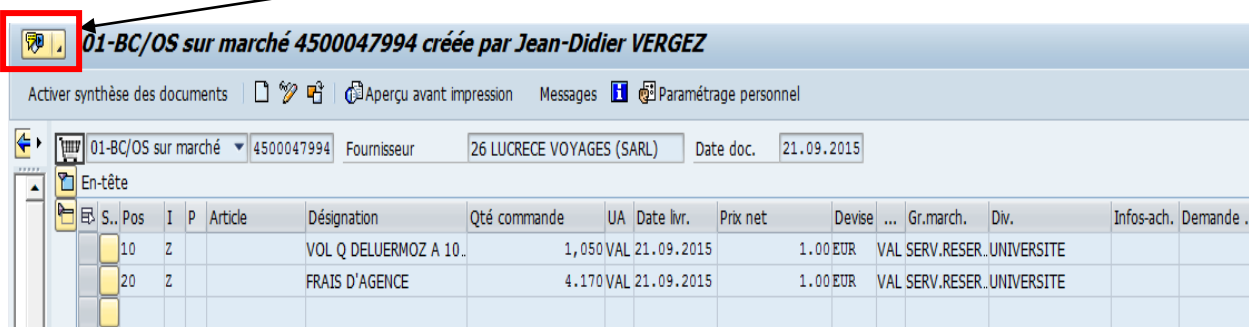 01-BC/OS sur marché 4500047994 créée par Jean-Didier VERGEZ
Activer synthèse des documents Aperçu avant impression Messages Paramétrage personnel
01-BC/OS sur marché 4500047994 Fournisseur 26 LUCRECE VOYAGES (SARL) Date doc. 21.09.2015
En-tête
S.. Pos I P Article Désignation Qté commande UA Date livr. Prix net Devise ... Gr.march. Div. Infos-ach. Demande .
10 Z VOL Q DELUERMOZ A 10.. 1,050 VAL 21.09.2015 1.00 EUR VAL SERV.RESER.. UNIVERSITE
20 Z FRAIS D'AGENCE 4.170 VAL 21.09.2015 1.00 EUR VAL SERV.RESER.. UNIVERSITE